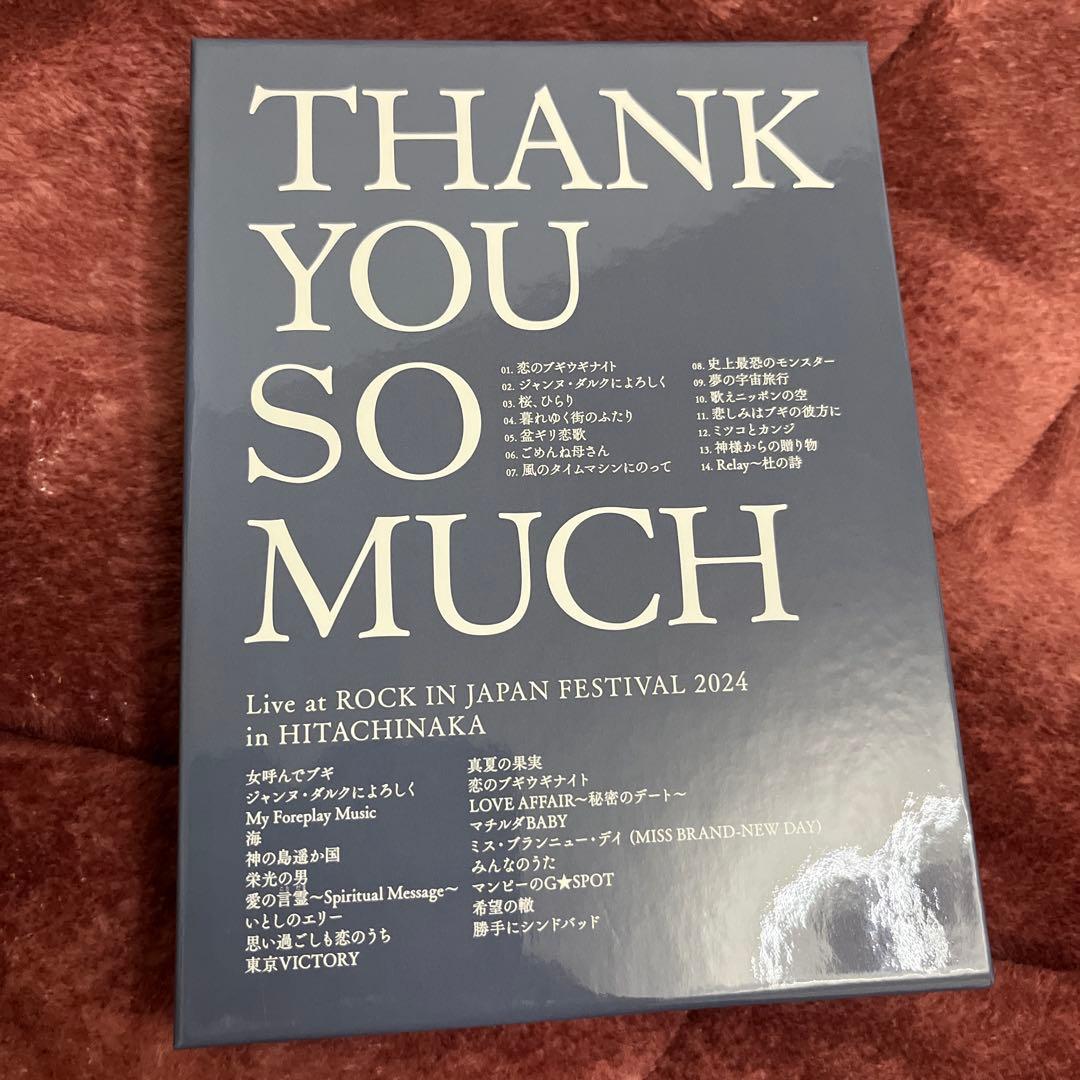 THANK
YOU
SO
01. 恋のブギウギナイト
02. ジャンヌ・ダルクによろしく
03. 桜、ひらり
04. 暮れゆく街のふたり
05. 盆ギリ恋歌
06. ごめんね母さん
07. 風のタイムマシンにのって
08. 史上最恐のモンスター
09. 夢の宇宙旅行
10. 歌えニッポンの空
11. 悲しみはブギの彼方に
12. ミツコとカンジ
13. 神様からの贈り物
14. Relay〜杜の詩
MUCH
Live at ROCK IN JAPAN FESTIVAL 2024
in HITACHINAKA
女呼んでブギ
ジャンヌ・ダルクによろしく
My Foreplay Music
海
神の島遥か国
栄光の男
愛の言霊〜Spiritual Message〜
いとしのエリー
思い過ごしも恋のうち
東京VICTORY
真夏の果実
恋のブギウギナイト
LOVE AFFAIR〜秘密のデート〜
マチルダBABY
ミス・ブランニュー・デイ (MISS BRAND-NEW DAY)
みんなのうた
マンピーのG★SPOT
希望の轍
勝手にシンドバッド